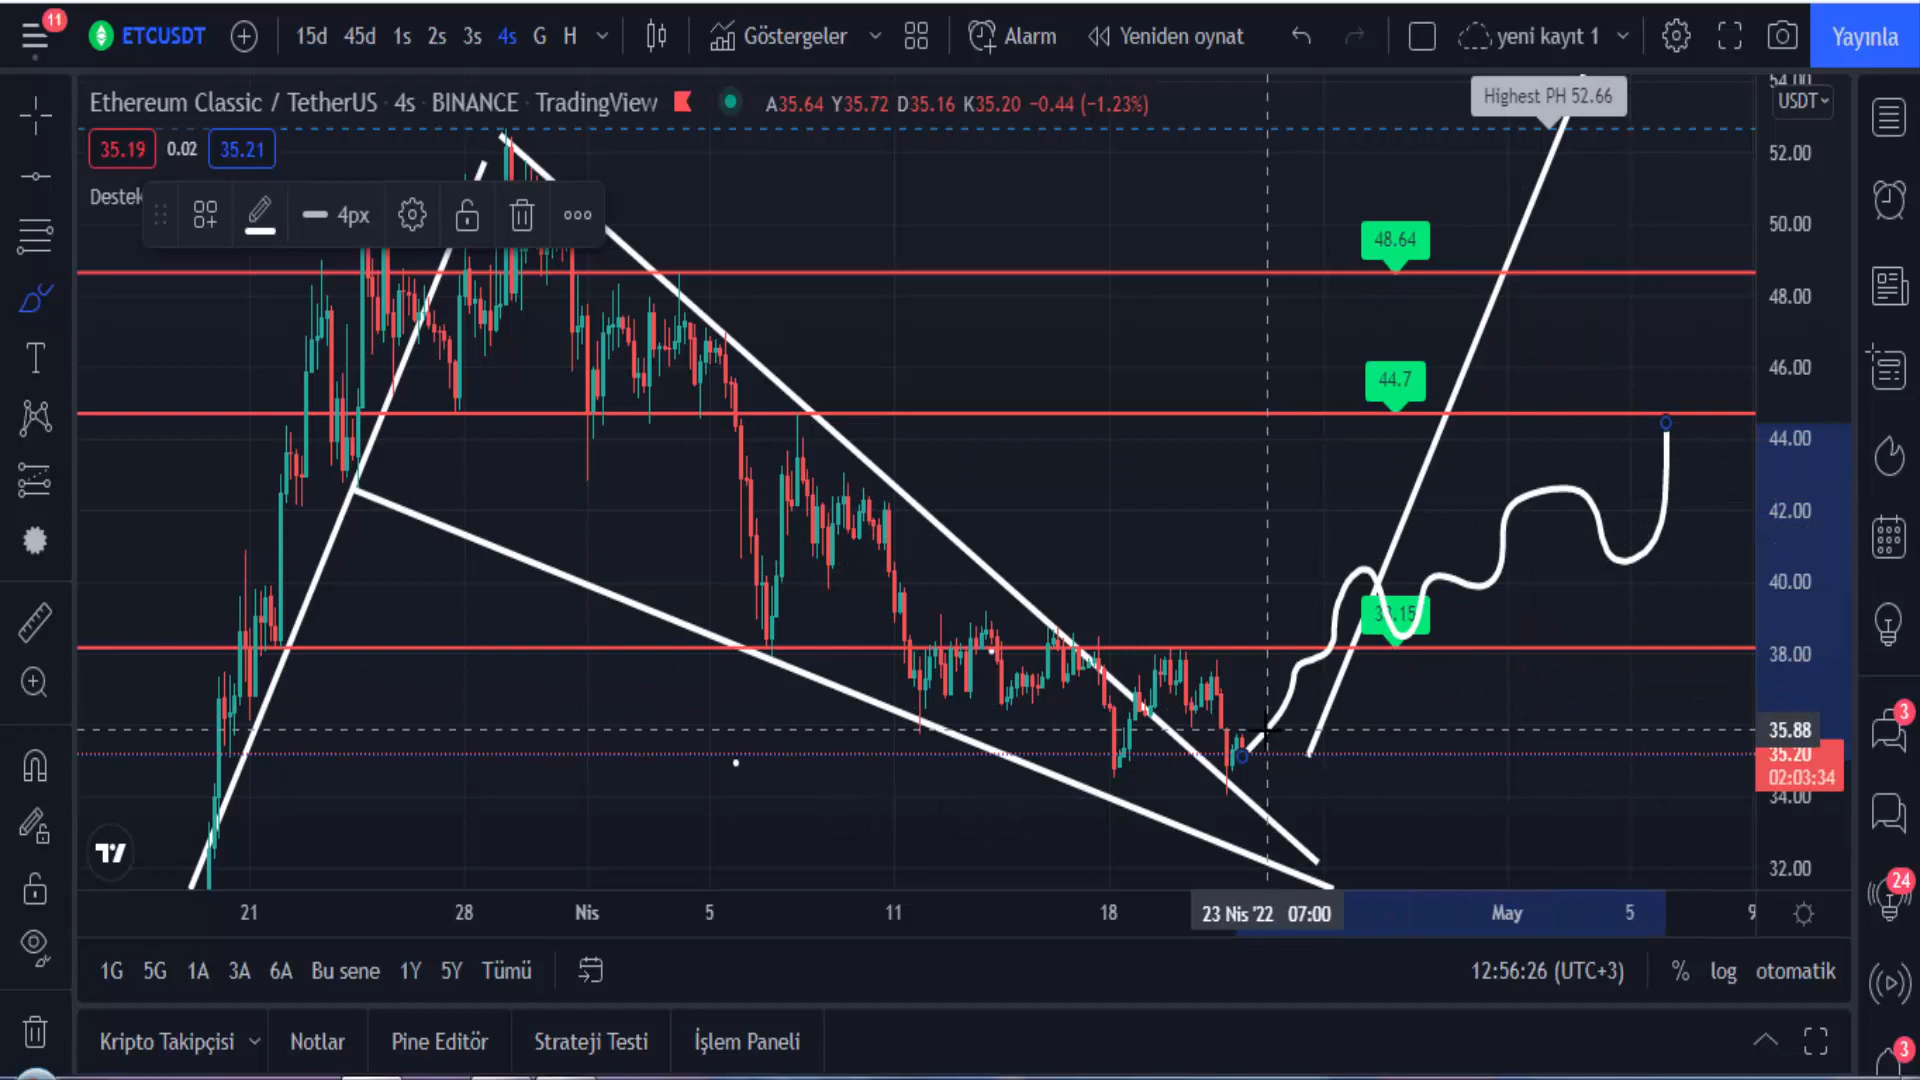 11
ETCUSDT
15d 45d 1s 2s 3s 4s G H
Göstergeler
Alarm
Yeniden oynat
yeni kayıt 1
Yayınla
Ethereum Classic / TetherUS · 4s · BINANCE · TradingView
A35.64 Y35.72 D35.16 K35.20 −0.44 (−1.23%)
35.19 0.02 35.21
Destek
4px
Highest PH 52.66
54.00
USDT
52.00
50.00
48.64
48.00
46.00
44.7
44.00
42.00
40.00
38.00
35.88
35.20
02:03:34
34.00
32.00
21 28 Nis 5 11 18 23 Nis '22 07:00 May 5 9
1G 5G 1A 3A 6A Bu sene 1Y 5Y Tümü
12:56:26 (UTC+3) % log otomatik
Kripto Takipçisi Notlar Pine Editör Strateji Testi İşlem Paneli
3
24
3